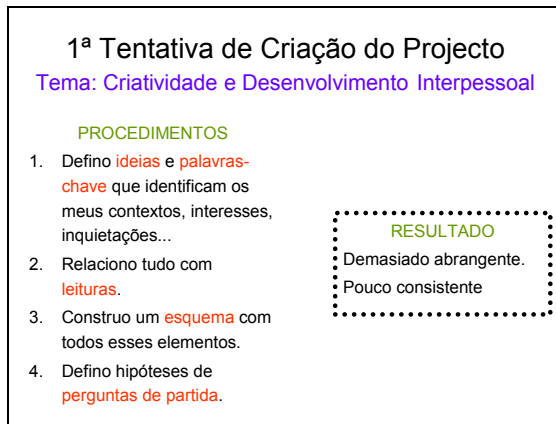 1ª Tentativa de Criação do Projecto
Tema: Criatividade e Desenvolvimento Interpessoal
PROCEDIMENTOS
1. Defino ideias e palavras-
chave que identificam os
meus contextos, interesses,
inquietações...
2. Relaciono tudo com
leituras.
3. Construo um esquema com
todos esses elementos.
4. Defino hipóteses de
perguntas de partida.
RESULTADO
Demasiado abrangente.
Pouco consistente